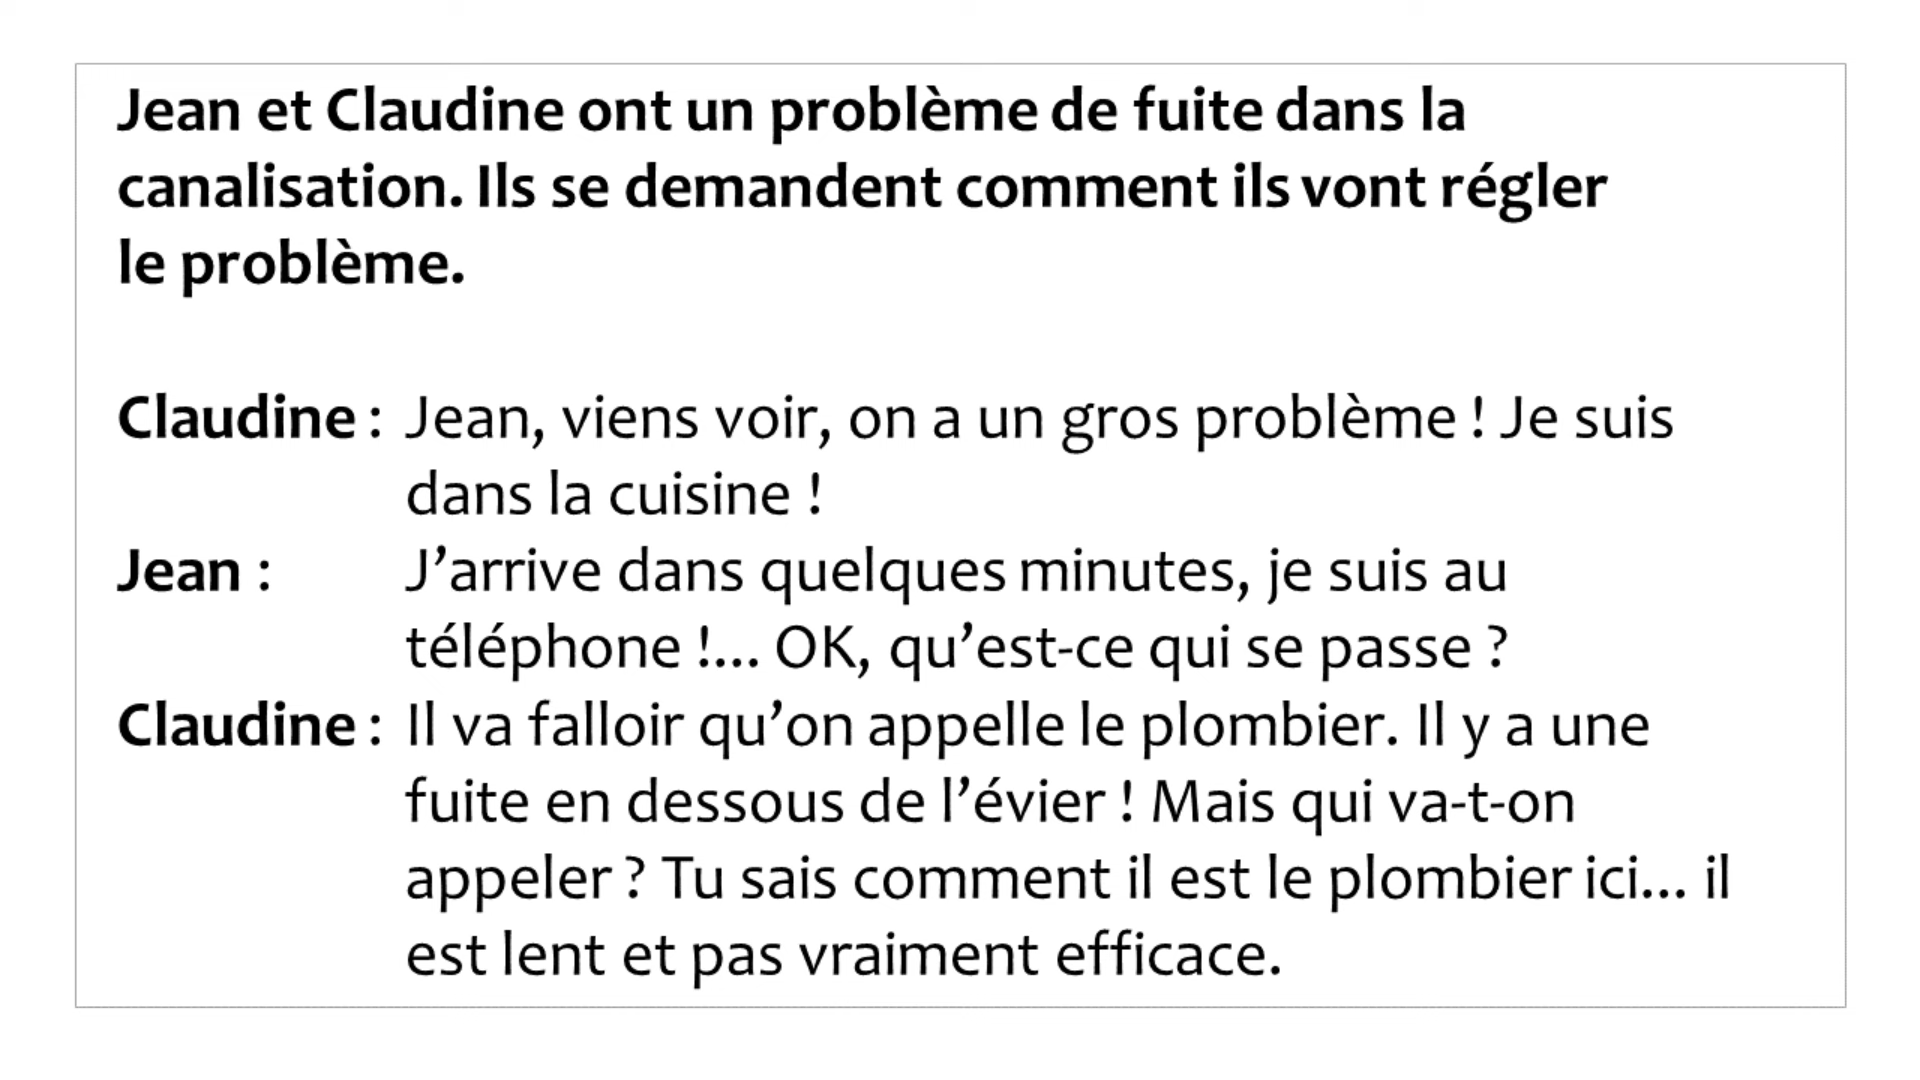 Jean et Claudine ont un problème de fuite dans la
canalisation. Ils se demandent comment ils vont régler
le problème.
Claudine : Jean, viens voir, on a un gros problème ! Je suis
dans la cuisine !
Jean : J’arrive dans quelques minutes, je suis au
téléphone !... OK, qu’est-ce qui se passe ?
Claudine : Il va falloir qu’on appelle le plombier. Il y a une
fuite en dessous de l’évier ! Mais qui va-t-on
appeler ? Tu sais comment il est le plombier ici... il
est lent et pas vraiment efficace.